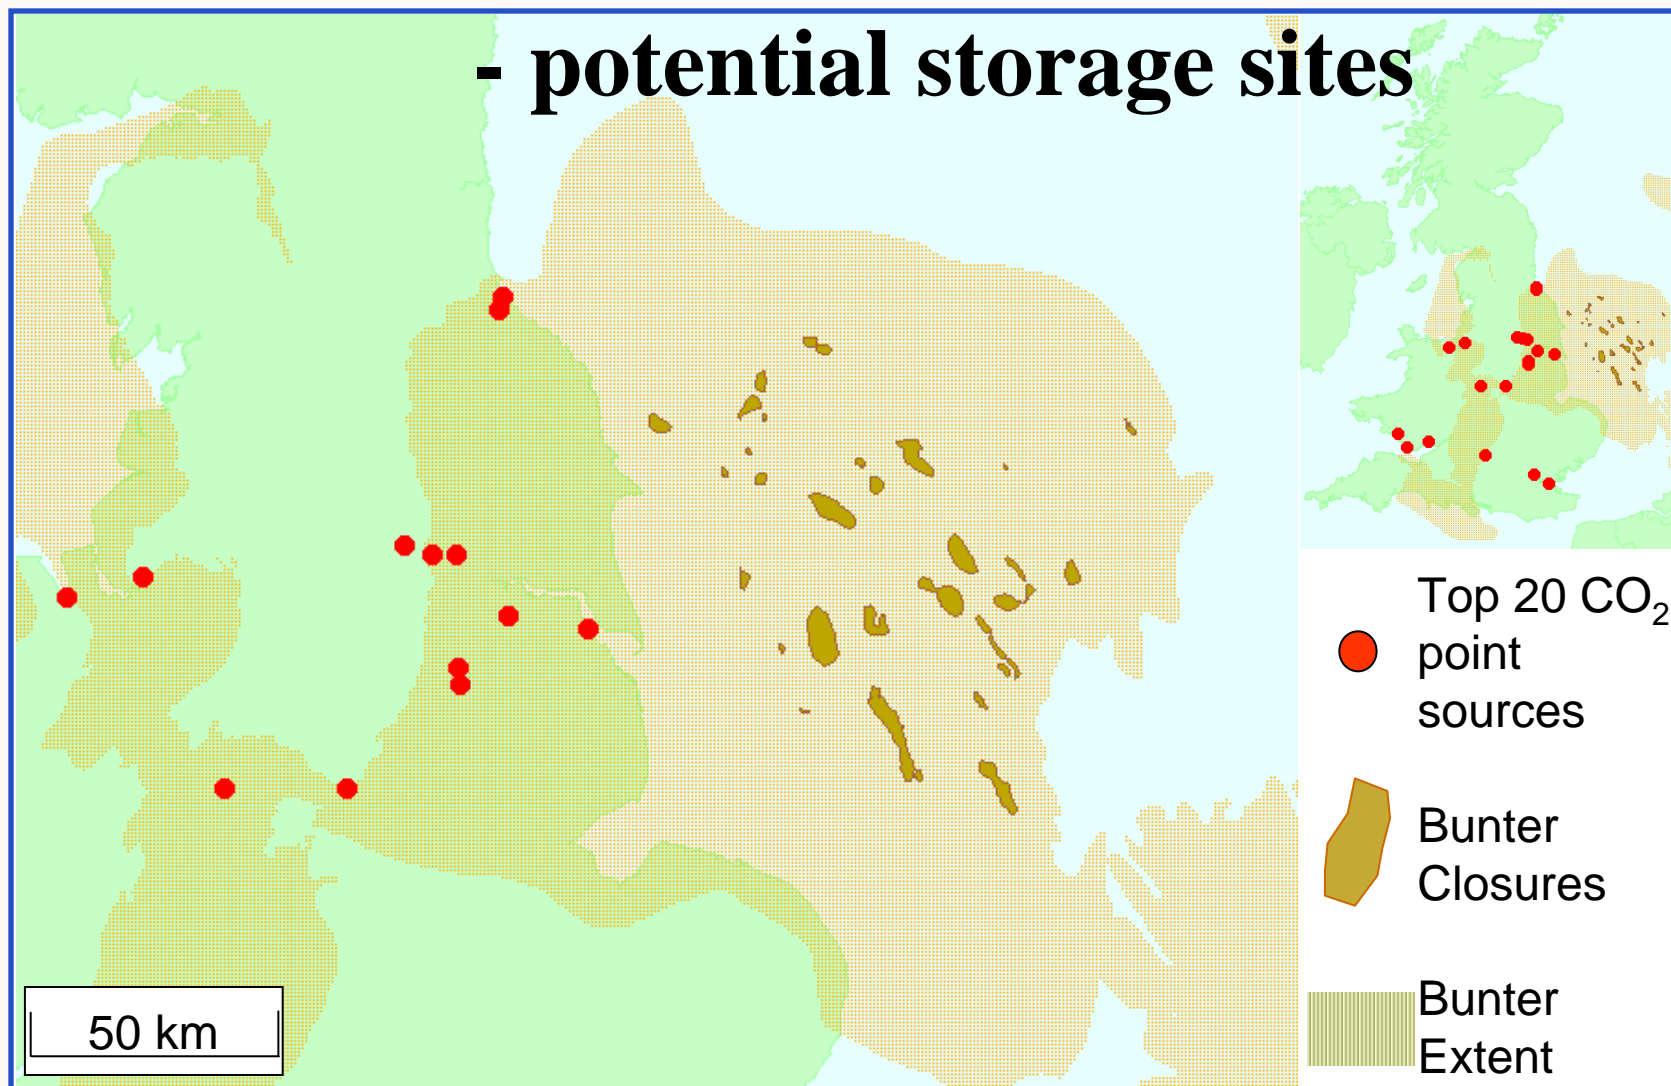 - potential storage sites
Top 20 CO₂
point
sources
Bunter
Closures
Bunter
Extent
50 km